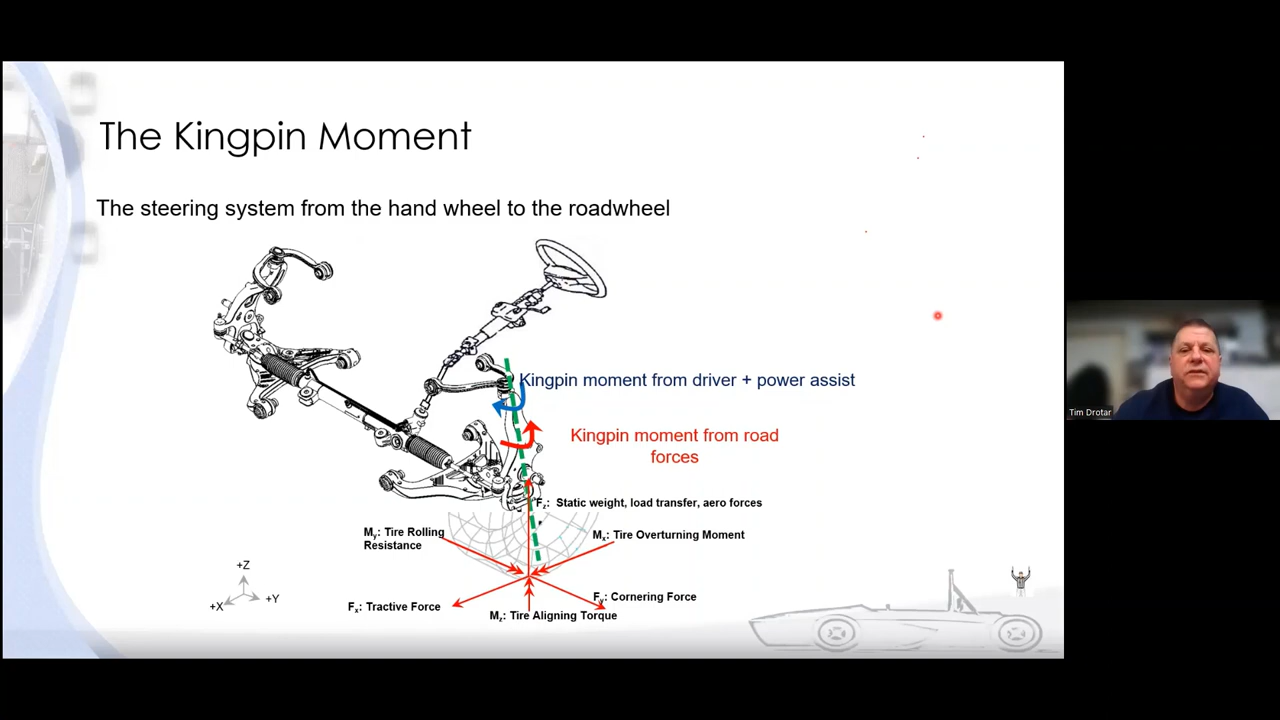 The Kingpin Moment
The steering system from the hand wheel to the roadwheel
Kingpin moment from driver + power assist
Kingpin moment from road
forces
Fz: Static weight, load transfer, aero forces
My: Tire Rolling
Resistance
Mx: Tire Overturning Moment
+Z
+Y
+X
Fx: Tractive Force
Fy: Cornering Force
Mz: Tire Aligning Torque
Tim Drotar